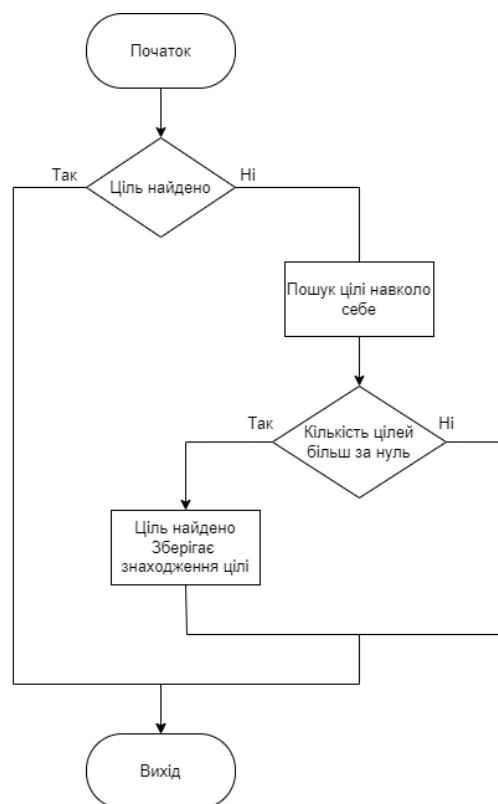 Початок
Так
Ні
Ціль найдено
Пошук цілі навколо
себе
Так
Ні
Кількість цілей
більш за нуль
Ціль найдено
Зберігає
знаходження цілі
Вихід